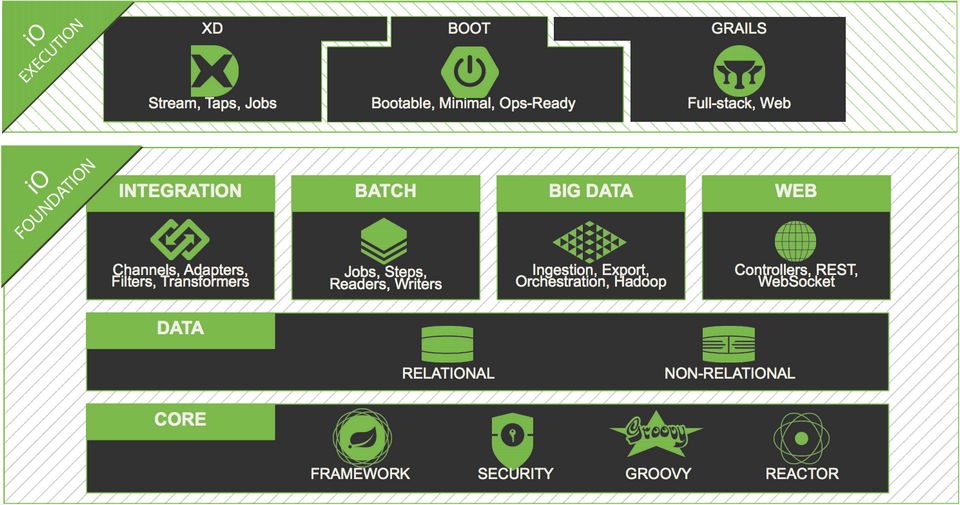 iO
EXECUTION
XD
Stream, Taps, Jobs
BOOT
Bootable, Minimal, Ops-Ready
GRAILS
Full-stack, Web
iO
FOUNDATION
INTEGRATION
Channels, Adapters,
Filters, Transformers
BATCH
Jobs, Steps,
Readers, Writers
BIG DATA
Ingestion, Export,
Orchestration, Hadoop
WEB
Controllers, REST,
WebSocket
DATA
RELATIONAL
NON-RELATIONAL
CORE
FRAMEWORK
SECURITY
Groovy
GROOVY
REACTOR